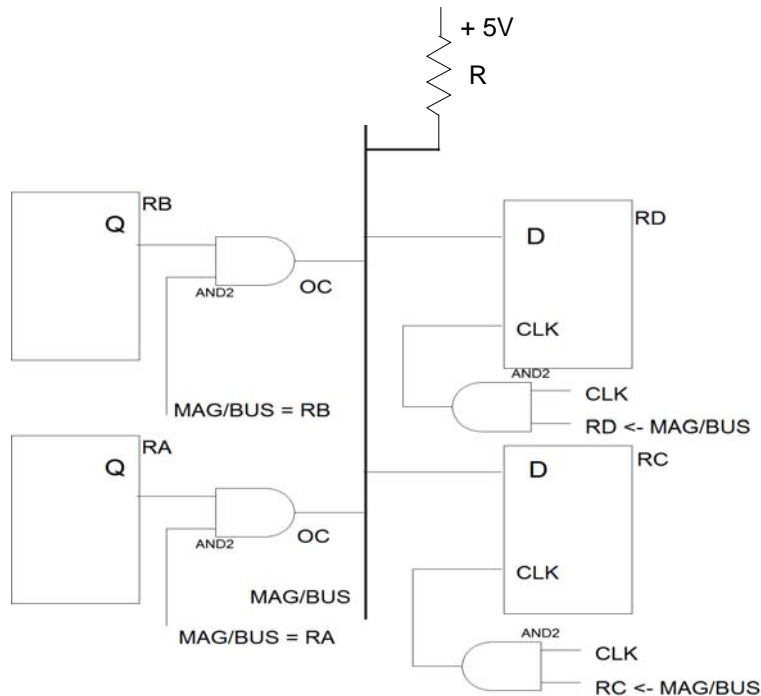 + 5V
R
RB
Q
AND2
OC
MAG/BUS = RB
RD
D
CLK
AND2
CLK
RD <- MAG/BUS
RA
Q
AND2
OC
MAG/BUS
MAG/BUS = RA
RC
D
CLK
AND2
CLK
RC <- MAG/BUS